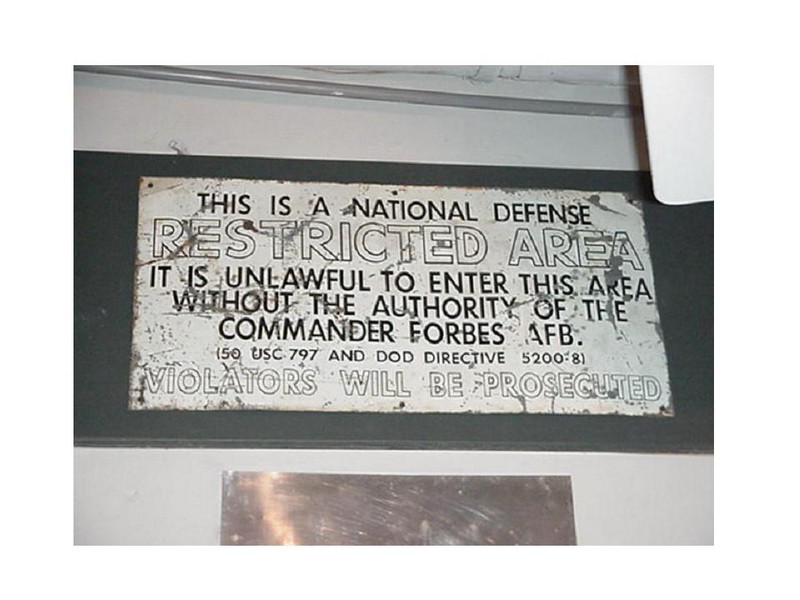 THIS IS A NATIONAL DEFENSE
RESTRICTED AREA
IT IS UNLAWFUL TO ENTER THIS AREA
WITHOUT THE AUTHORITY OF THE
COMMANDER FORBES AFB.
(50 USC 797 AND DOD DIRECTIVE 5200·8)
VIOLATORS WILL BE PROSECUTED